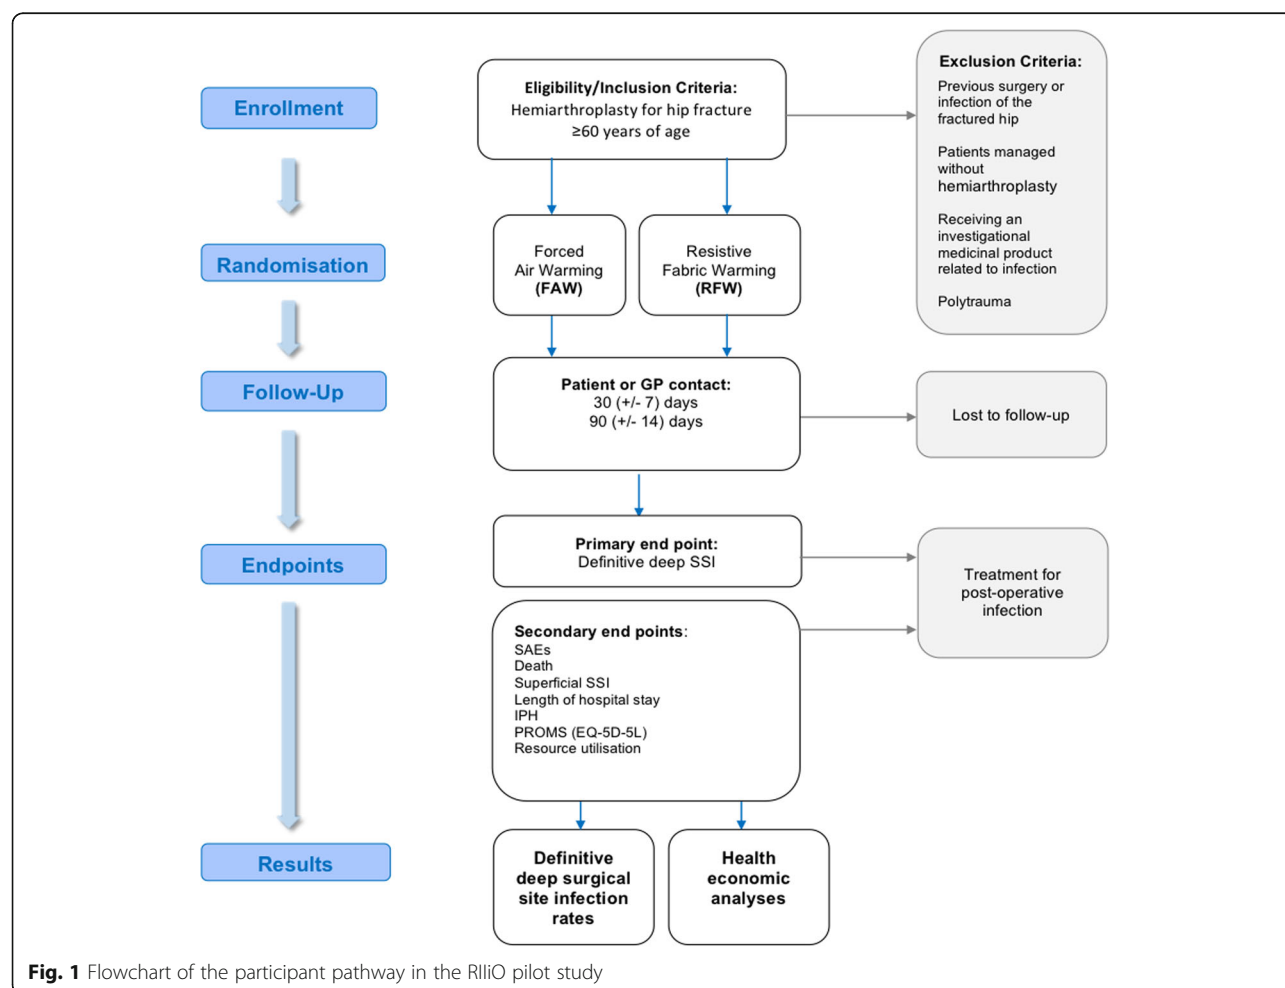 Enrollment
Eligibility/Inclusion Criteria:
Hemiarthroplasty for hip fracture
≥60 years of age
Exclusion Criteria:
Previous surgery or
infection of the
fractured hip
Patients managed
without
hemiarthroplasty
Receiving an
investigational
medicinal product
related to infection
Polytrauma
Randomisation
Forced
Air Warming
(FAW)
Resistive
Fabric Warming
(RFW)
Follow-Up
Patient or GP contact:
30 (+/- 7) days
90 (+/- 14) days
Lost to follow-up
Endpoints
Primary end point:
Definitive deep SSI
Treatment for
post-operative
infection
Secondary end points:
SAEs
Death
Superficial SSI
Length of hospital stay
IPH
PROMS (EQ-5D-5L)
Resource utilisation
Results
Definitive
deep surgical
site infection
rates
Health
economic
analyses
Fig. 1 Flowchart of the participant pathway in the RIIiO pilot study